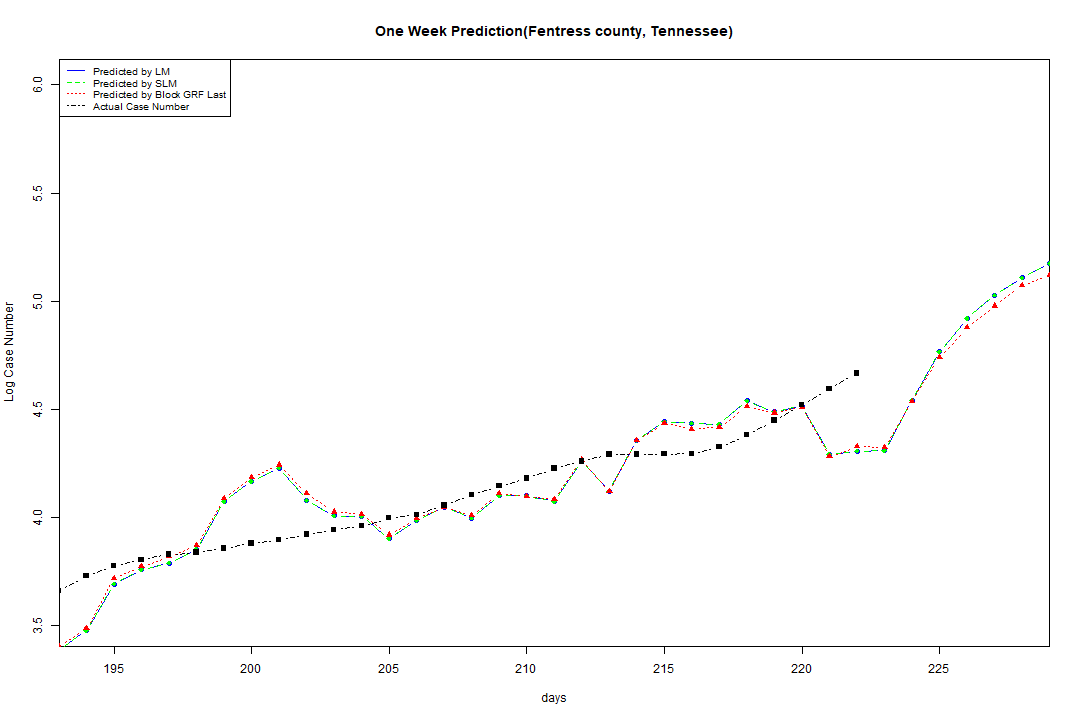 One Week Prediction(Fentress county, Tennessee)
Predicted by LM
Predicted by SLM
Predicted by Block GRF Last
Actual Case Number
6.0
5.5
5.0
4.5
4.0
3.5
Log Case Number
195 200 205 210 215 220 225
days